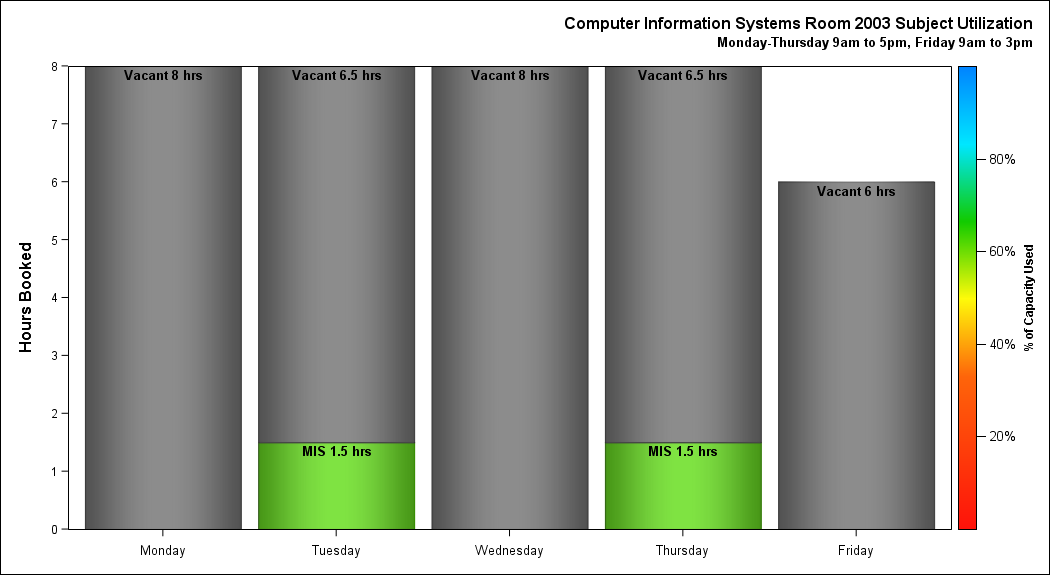 Computer Information Systems Room 2003 Subject Utilization
Monday-Thursday 9am to 5pm, Friday 9am to 3pm
Hours Booked
8
7
6
5
4
3
2
1
0
Vacant 8 hrs
Vacant 6.5 hrs
Vacant 8 hrs
Vacant 6.5 hrs
Vacant 6 hrs
MIS 1.5 hrs
MIS 1.5 hrs
Monday
Tuesday
Wednesday
Thursday
Friday
80%
60%
40%
20%
% of Capacity Used